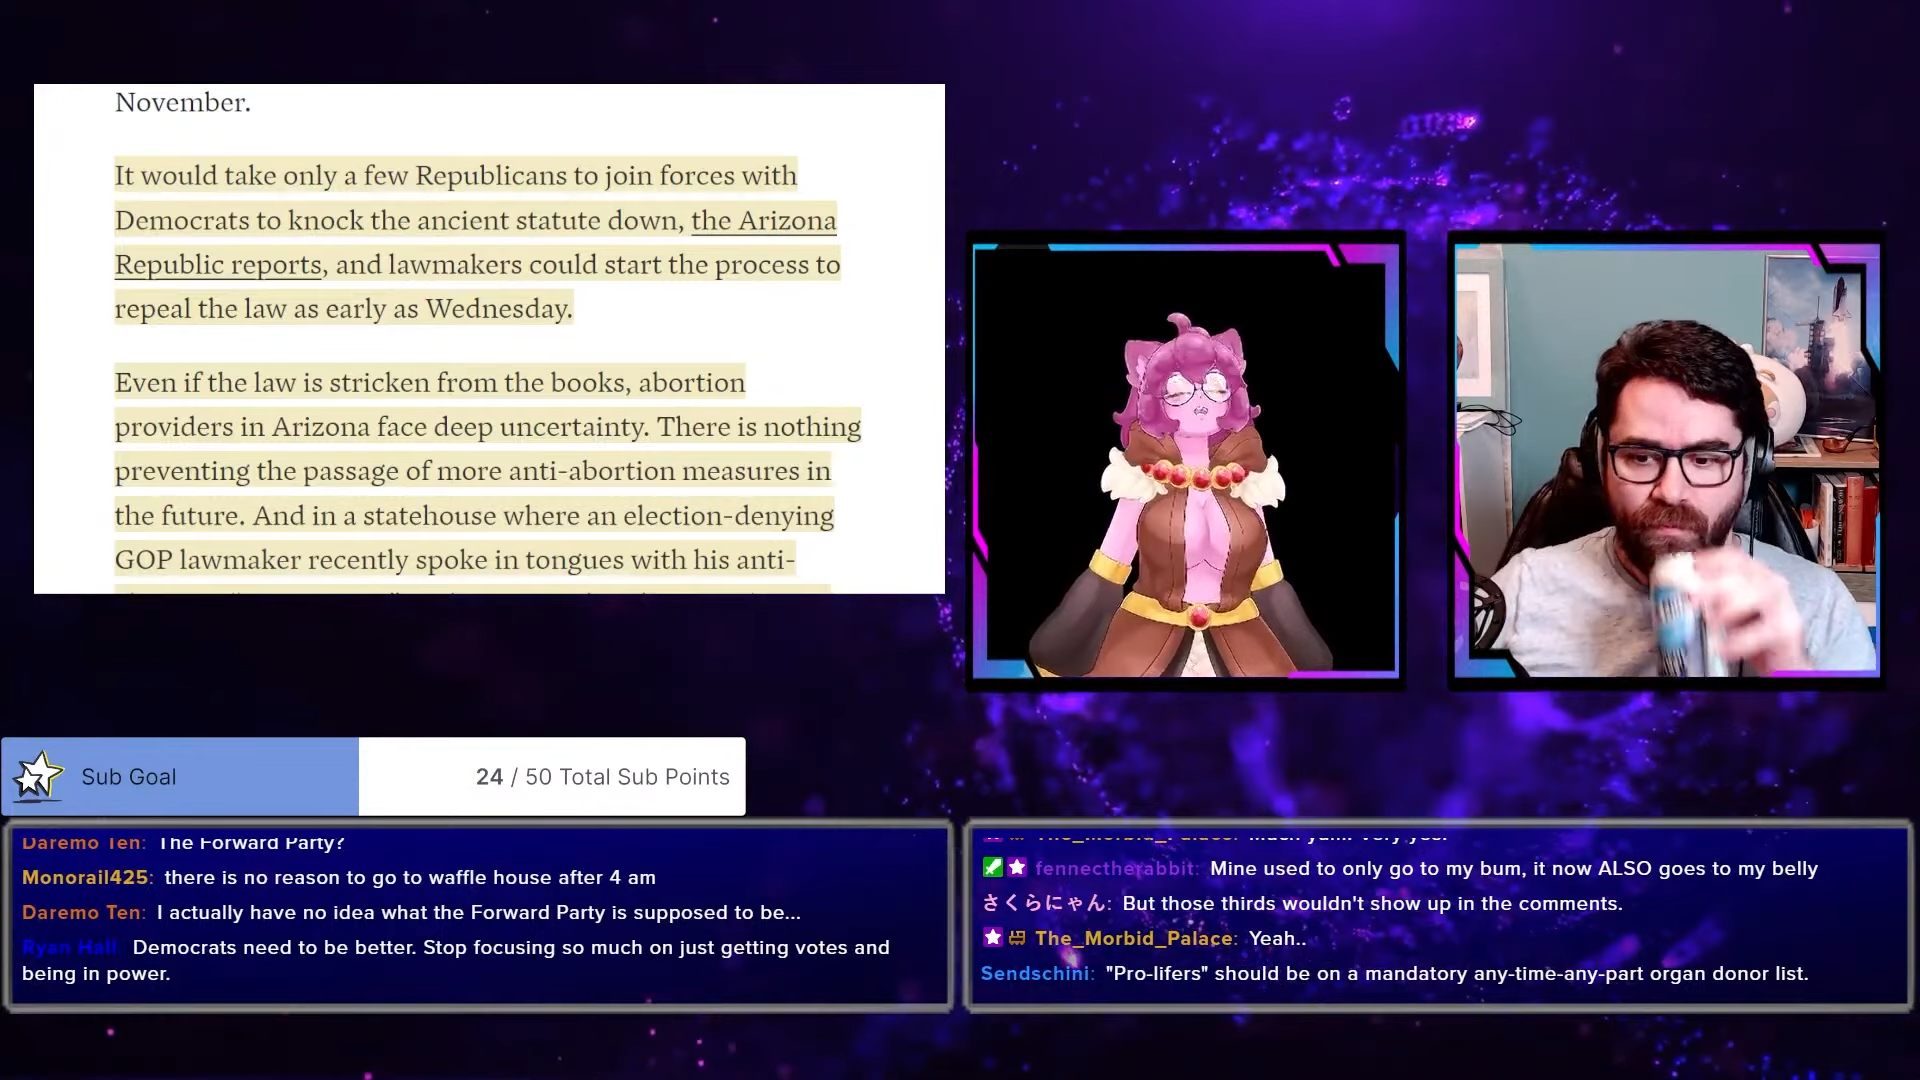 November.
It would take only a few Republicans to join forces with
Democrats to knock the ancient statute down, the Arizona
Republic reports, and lawmakers could start the process to
repeal the law as early as Wednesday.
Even if the law is stricken from the books, abortion
providers in Arizona face deep uncertainty. There is nothing
preventing the passage of more anti-abortion measures in
the future. And in a statehouse where an election-denying
GOP lawmaker recently spoke in tongues with his anti-
Sub Goal
24 / 50 Total Sub Points
Daremo Ten: The Forward Party?
Monorail425: there is no reason to go to waffle house after 4 am
Daremo Ten: I actually have no idea what the Forward Party is supposed to be...
Ryan Hall: Democrats need to be better. Stop focusing so much on just getting votes and
being in power.
The_Morbid_Palace: Much yum. Very yes.
fennectherabbit: Mine used to only go to my bum, it now ALSO goes to my belly
さくらにゃん: But those thirds wouldn't show up in the comments.
The_Morbid_Palace: Yeah..
Sendschini: "Pro-lifers" should be on a mandatory any-time-any-part organ donor list.